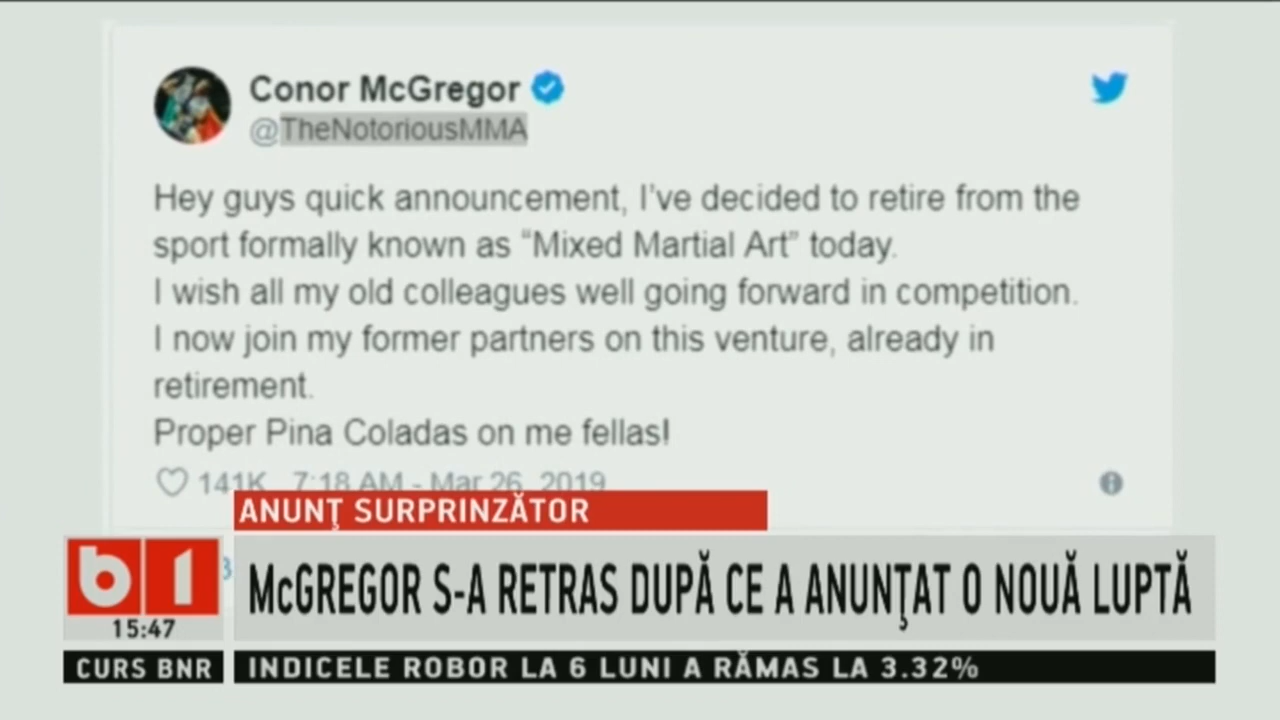 Conor McGregor
@TheNotoriousMMA
Hey guys quick announcement, I've decided to retire from the
sport formally known as “Mixed Martial Art” today.
I wish all my old colleagues well going forward in competition.
I now join my former partners on this venture, already in
retirement.
Proper Pina Coladas on me fellas!
141K 7:18 AM - Mar 26, 2019
ANUNŢ SURPRINZĂTOR
b1
McGREGOR S-A RETRAS DUPĂ CE A ANUNŢAT O NOUĂ LUPTĂ
15:47
CURS BNR
INDICELE ROBOR LA 6 LUNI A RĂMAS LA 3.32%